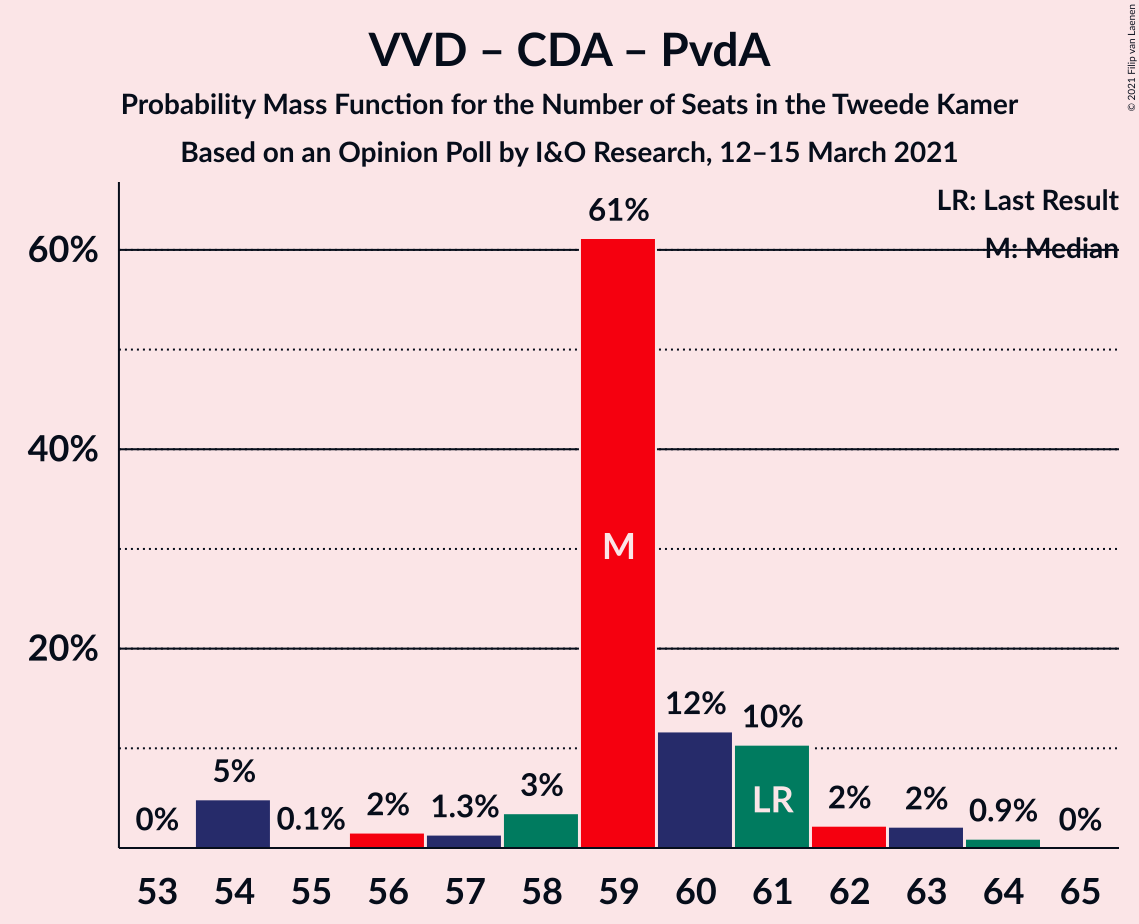 VVD – CDA – PvdA
Probability Mass Function for the Number of Seats in the Tweede Kamer
Based on an Opinion Poll by I&O Research, 12–15 March 2021
© 2021 Filip van Laenen
LR: Last Result
M: Median
60%
40%
20%
0% 5% 0.1% 2% 1.3% 3% 61% 12% 10% 2% 2% 0.9% 0%
M
LR
53 54 55 56 57 58 59 60 61 62 63 64 65